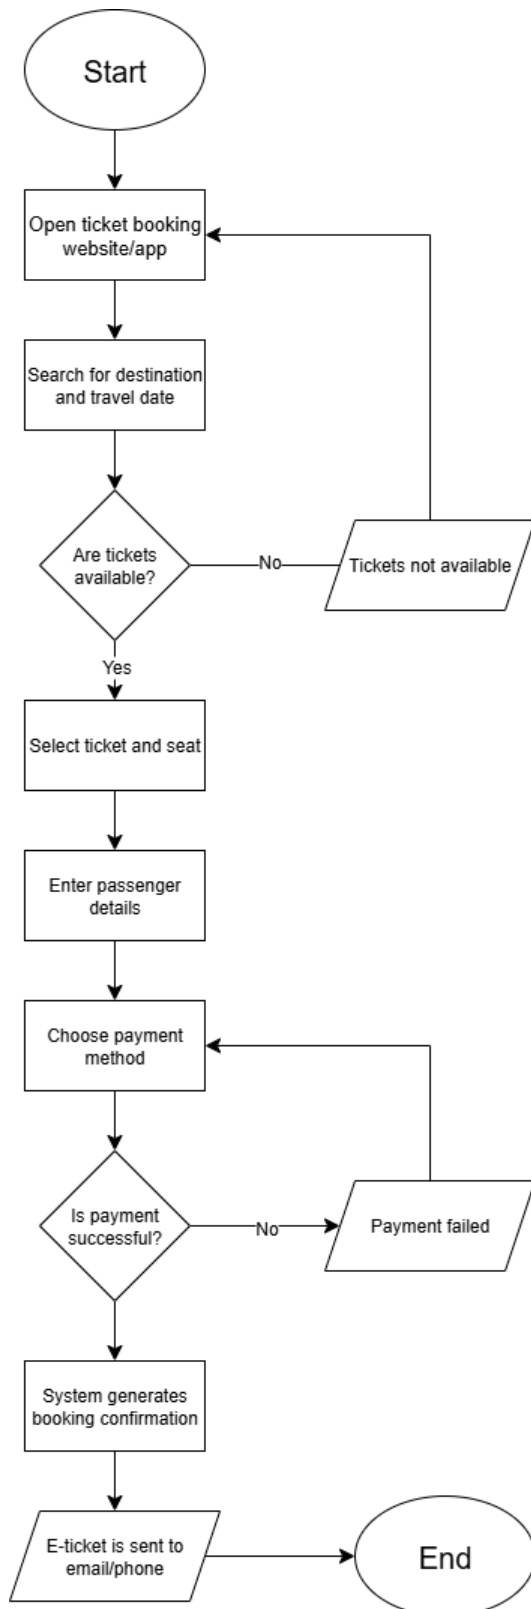 Start
Open ticket booking
website/app
Search for destination
and travel date
Are tickets
available?
No
Tickets not available
Yes
Select ticket and seat
Enter passenger
details
Choose payment
method
Is payment
successful?
No
Payment failed
System generates
booking confirmation
E-ticket is sent to
email/phone
End